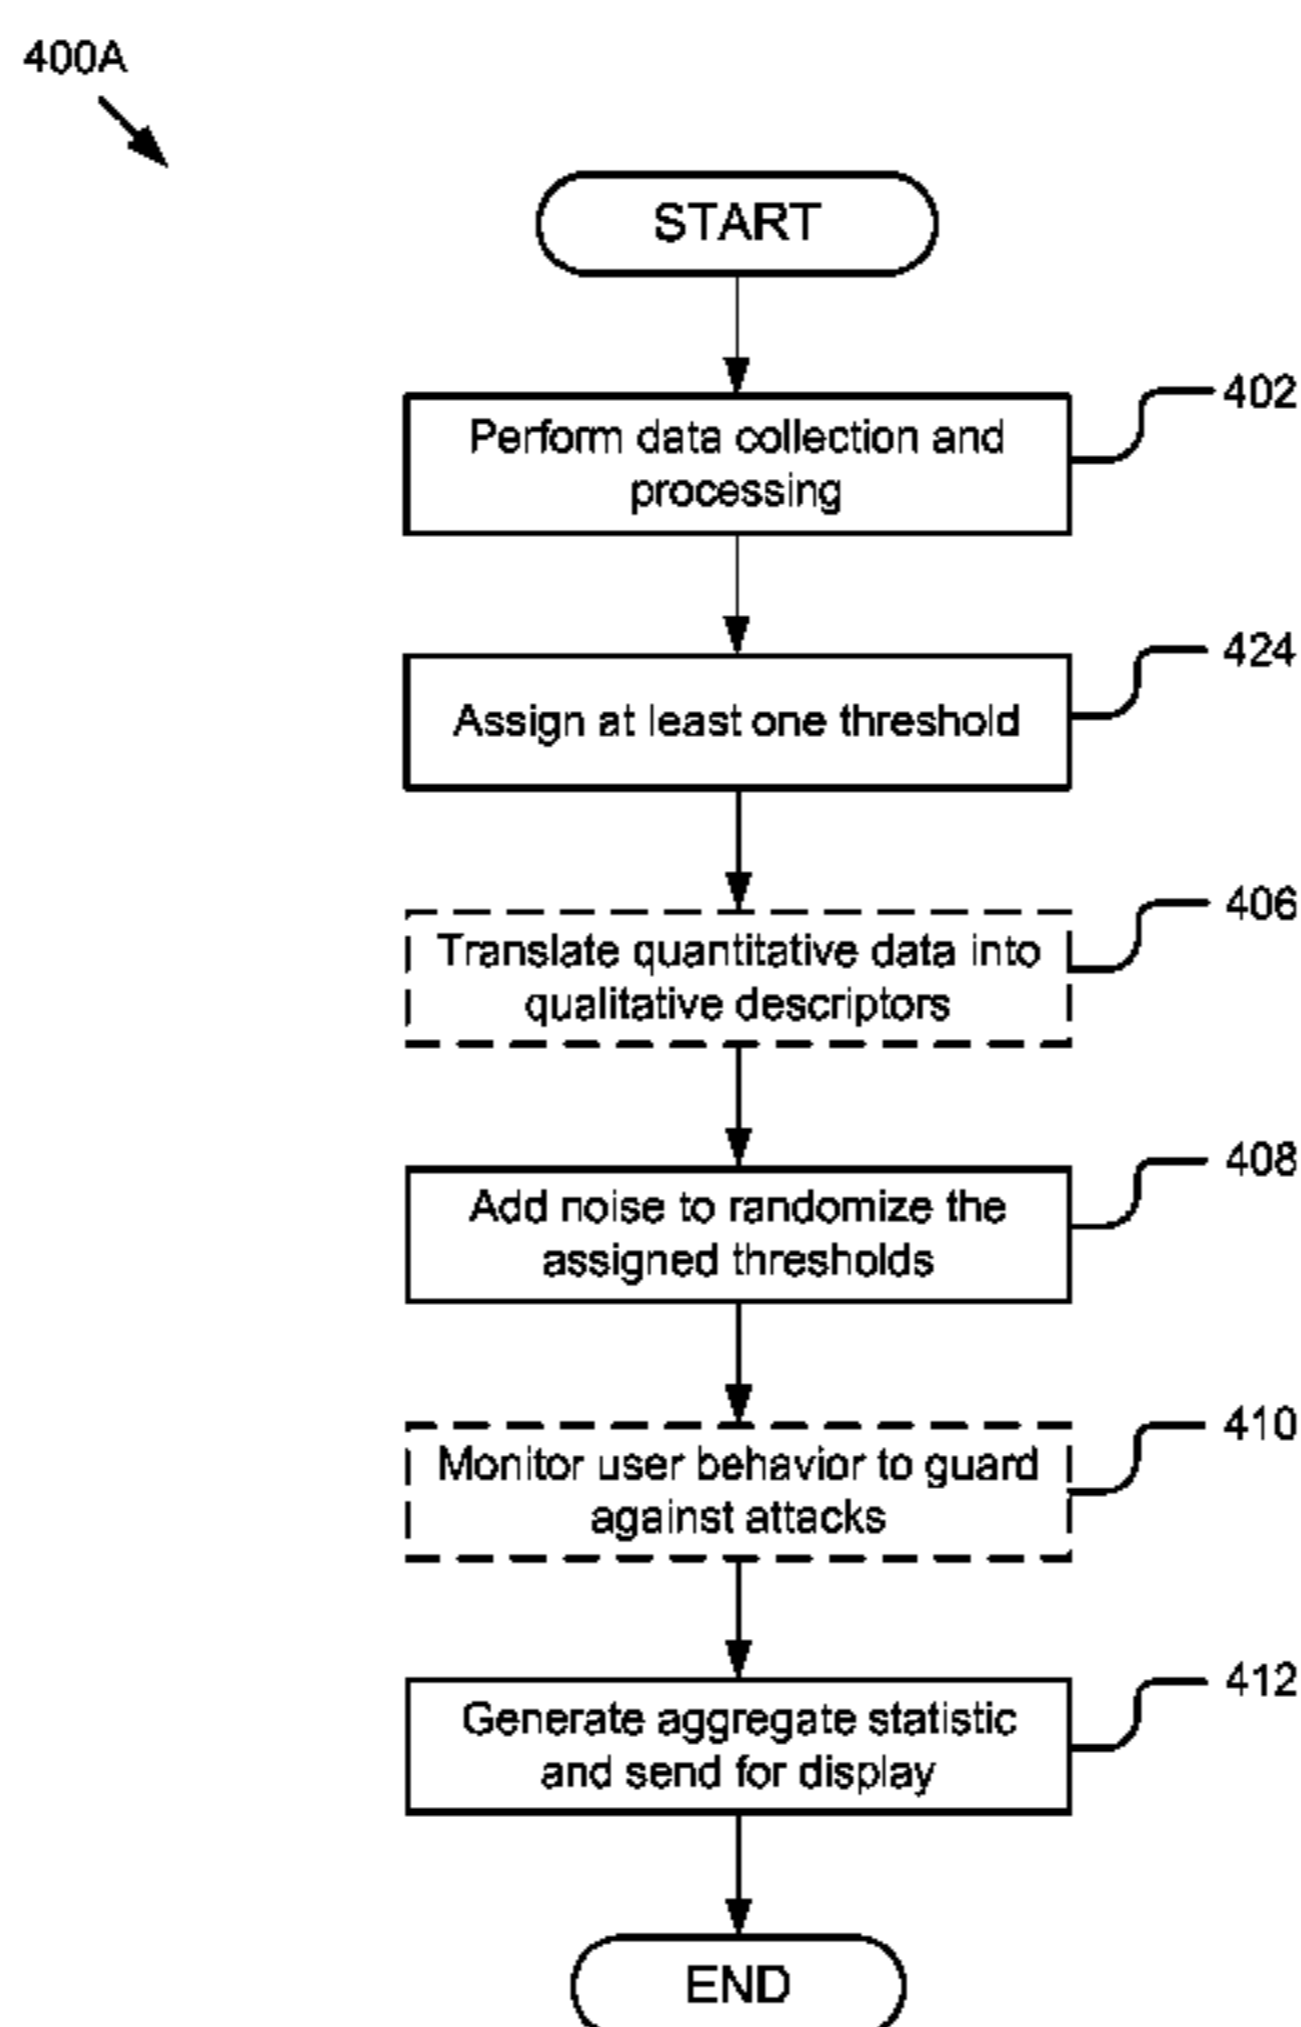 400A
START
402
Perform data collection and
processing
424
Assign at least one threshold
406
Translate quantitative data into
qualitative descriptors
408
Add noise to randomize the
assigned thresholds
410
Monitor user behavior to guard
against attacks
412
Generate aggregate statistic
and send for display
END